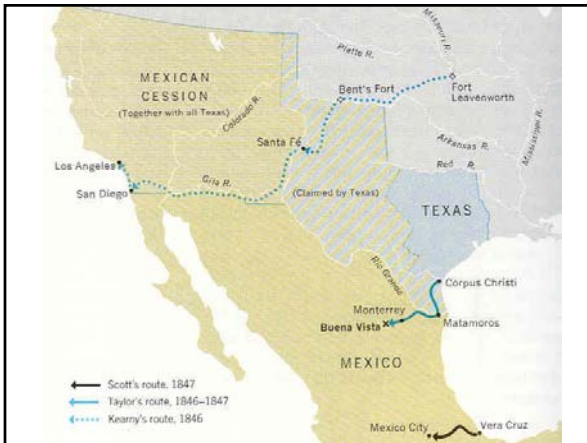 Missouri R.
Platte R.
MEXICAN
CESSION
(Together with all Texas)
Bent's Fort
Fort
Leavenworth
Colorado R.
Mississippi R.
Santa Fé
Arkansas R.
Los Angeles
Red R.
Gila R.
San Diego
(Claimed by Texas)
TEXAS
Rio Grande
Corpus Christi
Monterrey
Matamoros
Buena Vista
MEXICO
Scott's route, 1847
Taylor's route, 1846–1847
Kearny's route, 1846
Mexico City
Vera Cruz